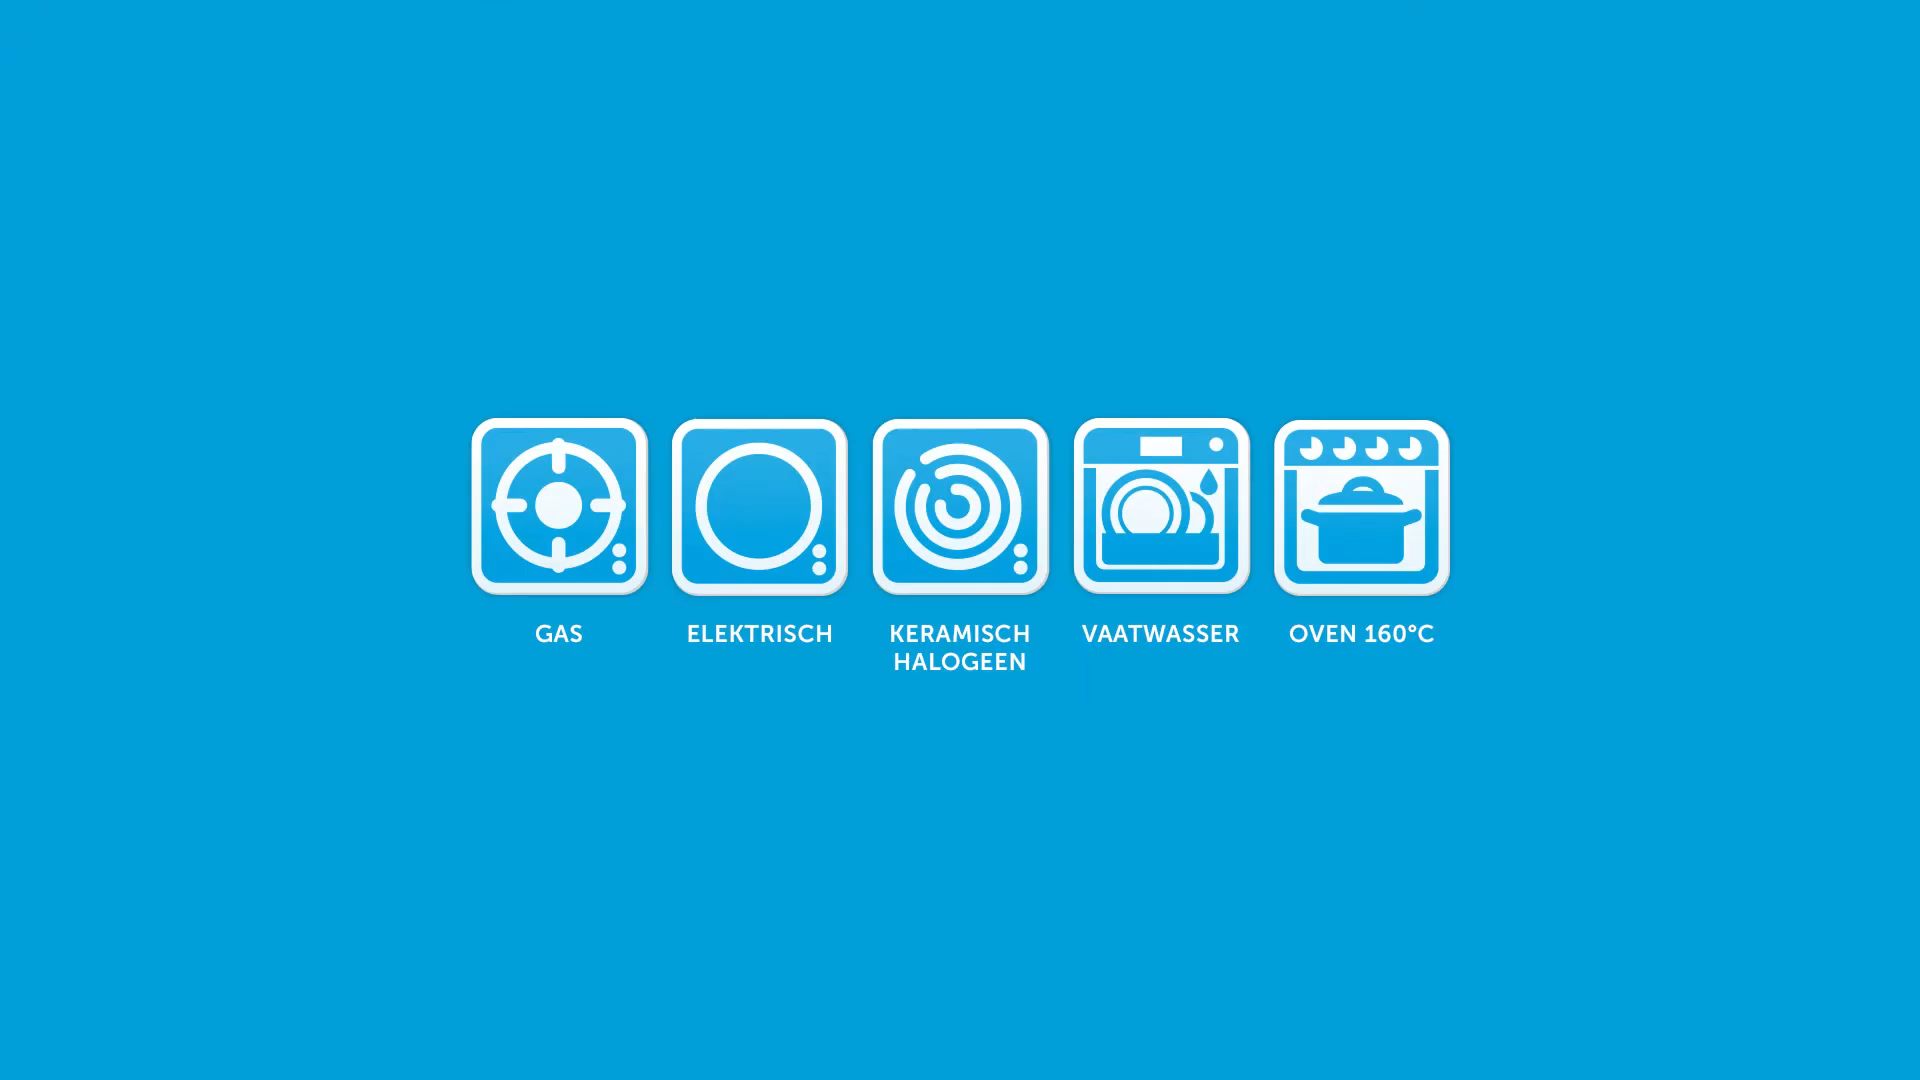 GAS
ELEKTRISCH
KERAMISCH
HALOGEEN
VAATWASSER
OVEN 160°C